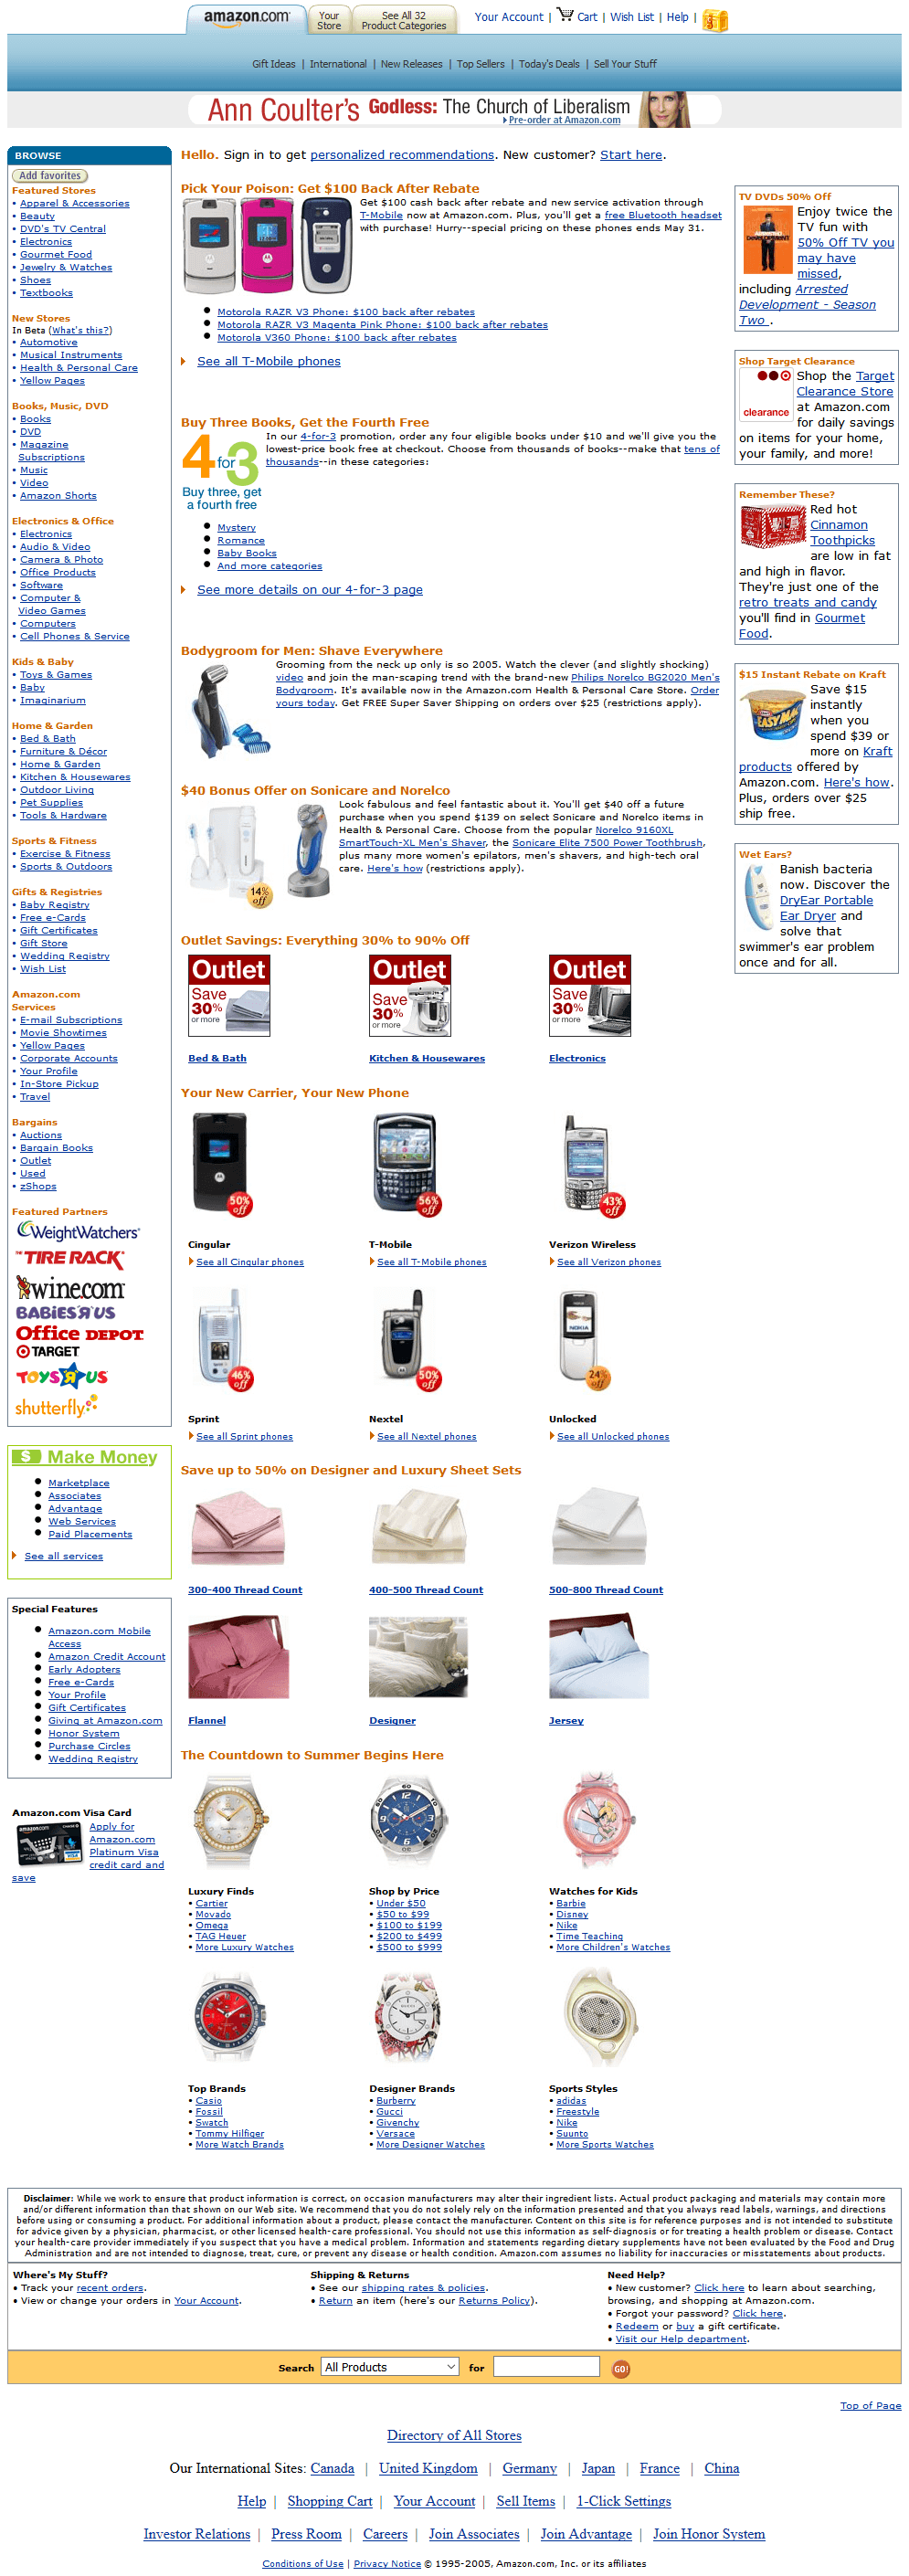 amazon.com
Your Store
See All 32 Product Categories
Your Account | Cart | Wish List | Help |
Gift Ideas | International | New Releases | Top Sellers | Today's Deals | Sell Your Stuff
Ann Coulter's Godless: The Church of Liberalism
Pre-order at Amazon.com
BROWSE
Add favorites
Featured Stores
• Apparel & Accessories
• Beauty
• DVD's TV Central
• Electronics
• Gourmet Food
• Jewelry & Watches
• Shoes
• Textbooks
New Stores
In Beta (What's this?)
• Automotive
• Musical Instruments
• Health & Personal Care
• Yellow Pages
Books, Music, DVD
• Books
• DVD
• Magazine
Subscriptions
• Music
• Video
• Amazon Shorts
Electronics & Office
• Electronics
• Audio & Video
• Camera & Photo
• Office Products
• Software
• Computer &
Video Games
• Computers
• Cell Phones & Service
Kids & Baby
• Toys & Games
• Baby
• Imaginarium
Home & Garden
• Bed & Bath
• Furniture & Décor
• Home & Garden
• Kitchen & Housewares
• Outdoor Living
• Pet Supplies
• Tools & Hardware
Sports & Fitness
• Exercise & Fitness
• Sports & Outdoors
Gifts & Registries
• Baby Registry
• Free e-Cards
• Gift Certificates
• Gift Store
• Wedding Registry
• Wish List
Amazon.com
Services
• E-mail Subscriptions
• Movie Showtimes
• Yellow Pages
• Corporate Accounts
• Your Profile
• In-Store Pickup
• Travel
Bargains
• Auctions
• Bargain Books
• Outlet
• Used
• zShops
Featured Partners
WeightWatchers
THE TIRE RACK
wine.com
BABIES R US
Office DEPOT
TARGET
TOYS R US
shutterfly
$ Make Money
Marketplace
Associates
Advantage
Web Services
Paid Placements
See all services
Special Features
Amazon.com Mobile
Access
Amazon Credit Account
Early Adopters
Free e-Cards
Your Profile
Gift Certificates
Giving at Amazon.com
Honor System
Purchase Circles
Wedding Registry
Amazon.com Visa Card
Apply for
Amazon.com
Platinum Visa
credit card and
save
Hello. Sign in to get personalized recommendations. New customer? Start here.
Pick Your Poison: Get $100 Back After Rebate
Get $100 cash back after rebate and new service activation through
T-Mobile now at Amazon.com. Plus, you'll get a free Bluetooth headset
with purchase! Hurry--special pricing on these phones ends May 31.
Motorola RAZR V3 Phone: $100 back after rebates
Motorola RAZR V3 Magenta Pink Phone: $100 back after rebates
Motorola V360 Phone: $100 back after rebates
See all T-Mobile phones
Buy Three Books, Get the Fourth Free
4 for 3
Buy three, get
a fourth free
In our 4-for-3 promotion, order any four eligible books under $10 and we'll give you the
lowest-price book free at checkout. Choose from thousands of books--make that tens of
thousands--in these categories:
Mystery
Romance
Baby Books
And more categories
See more details on our 4-for-3 page
Bodygroom for Men: Shave Everywhere
Grooming from the neck up only is so 2005. Watch the clever (and slightly shocking)
video and join the man-scaping trend with the brand-new Philips Norelco BG2020 Men's
Bodygroom. It's available now in the Amazon.com Health & Personal Care Store. Order
yours today. Get FREE Super Saver Shipping on orders over $25 (restrictions apply).
$40 Bonus Offer on Sonicare and Norelco
14% off
Look fabulous and feel fantastic about it. You'll get $40 off a future
purchase when you spend $139 on select Sonicare and Norelco items in
Health & Personal Care. Choose from the popular Norelco 9160XL
SmartTouch-XL Men's Shaver, the Sonicare Elite 7500 Power Toothbrush,
plus many more women's epilators, men's shavers, and high-tech oral
care. Here's how (restrictions apply).
Outlet Savings: Everything 30% to 90% Off
Outlet Save 30% or more
Outlet Save 30% or more
Outlet Save 30% or more
Bed & Bath
Kitchen & Housewares
Electronics
Your New Carrier, Your New Phone
50% off
56% off
43% off
Cingular
T-Mobile
Verizon Wireless
See all Cingular phones
See all T-Mobile phones
See all Verizon phones
46% off
50% off
NOKIA
24% off
Sprint
Nextel
Unlocked
See all Sprint phones
See all Nextel phones
See all Unlocked phones
Save up to 50% on Designer and Luxury Sheet Sets
300-400 Thread Count
400-500 Thread Count
500-800 Thread Count
Flannel
Designer
Jersey
The Countdown to Summer Begins Here
Luxury Finds
• Cartier
• Movado
• Omega
• TAG Heuer
• More Luxury Watches
Shop by Price
• Under $50
• $50 to $99
• $100 to $199
• $200 to $499
• $500 to $999
Watches for Kids
• Barbie
• Disney
• Nike
• Time Teaching
• More Children's Watches
Top Brands
• Casio
• Fossil
• Swatch
• Tommy Hilfiger
• More Watch Brands
Designer Brands
• Burberry
• Gucci
• Givenchy
• Versace
• More Designer Watches
Sports Styles
• adidas
• Freestyle
• Nike
• Suunto
• More Sports Watches
TV DVDs 50% Off
Enjoy twice the
TV fun with
50% Off TV you
may have
missed,
including Arrested
Development - Season
Two .
Shop Target Clearance
clearance
Shop the Target
Clearance Store
at Amazon.com
for daily savings
on items for your home,
your family, and more!
Remember These?
Red hot
Cinnamon
Toothpicks
are low in fat
and high in flavor.
They're just one of the
retro treats and candy
you'll find in Gourmet
Food.
$15 Instant Rebate on Kraft
EASY MAC
Save $15
instantly
when you
spend $39 or
more on Kraft
products offered by
Amazon.com. Here's how.
Plus, orders over $25
ship free.
Wet Ears?
Banish bacteria
now. Discover the
DryEar Portable
Ear Dryer and
solve that
swimmer's ear problem
once and for all.
Disclaimer: While we work to ensure that product information is correct, on occasion manufacturers may alter their ingredient lists. Actual product packaging and materials may contain more
and/or different information than that shown on our Web site. We recommend that you do not solely rely on the information presented and that you always read labels, warnings, and directions
before using or consuming a product. For additional information about a product, please contact the manufacturer. Content on this site is for reference purposes and is not intended to substitute
for advice given by a physician, pharmacist, or other licensed health-care professional. You should not use this information as self-diagnosis or for treating a health problem or disease. Contact
your health-care provider immediately if you suspect that you have a medical problem. Information and statements regarding dietary supplements have not been evaluated by the Food and Drug
Administration and are not intended to diagnose, treat, cure, or prevent any disease or health condition. Amazon.com assumes no liability for inaccuracies or misstatements about products.
Where's My Stuff?
• Track your recent orders.
• View or change your orders in Your Account.
Shipping & Returns
• See our shipping rates & policies.
• Return an item (here's our Returns Policy).
Need Help?
• New customer? Click here to learn about searching,
browsing, and shopping at Amazon.com.
• Forgot your password? Click here.
• Redeem or buy a gift certificate.
• Visit our Help department.
Search All Products for GO!
Top of Page
Directory of All Stores
Our International Sites: Canada | United Kingdom | Germany | Japan | France | China
Help | Shopping Cart | Your Account | Sell Items | 1-Click Settings
Investor Relations | Press Room | Careers | Join Associates | Join Advantage | Join Honor System
Conditions of Use | Privacy Notice © 1995-2005, Amazon.com, Inc. or its affiliates